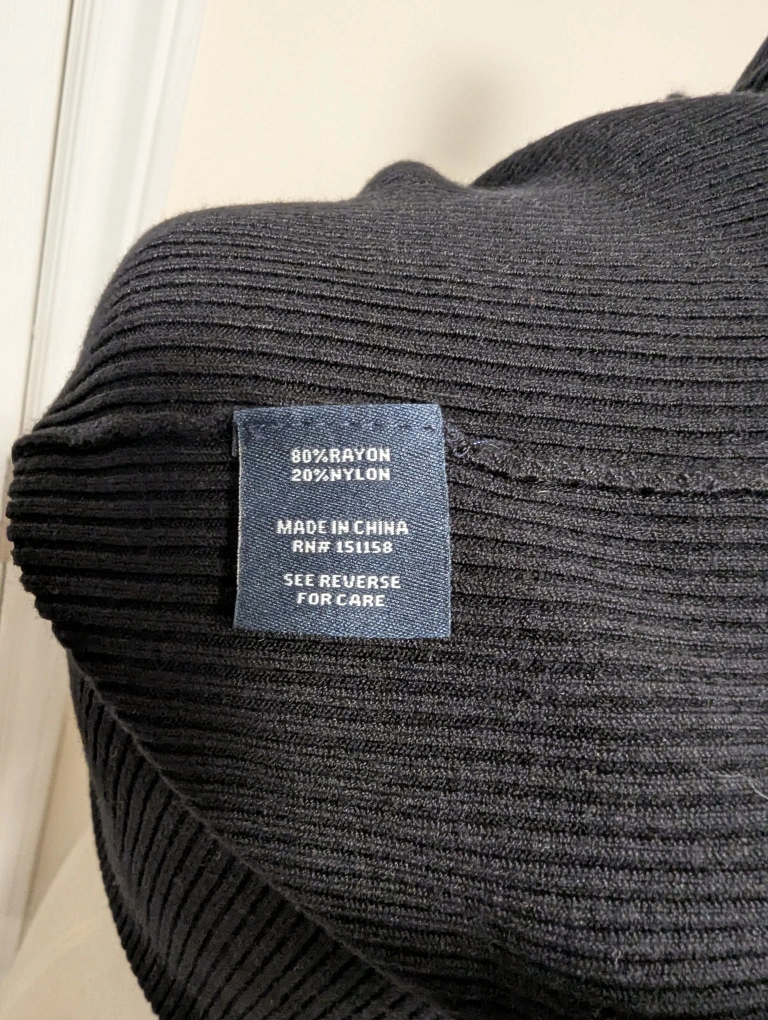 80%RAYON
20%NYLON
MADE IN CHINA
RN# 151158
SEE REVERSE
FOR CARE